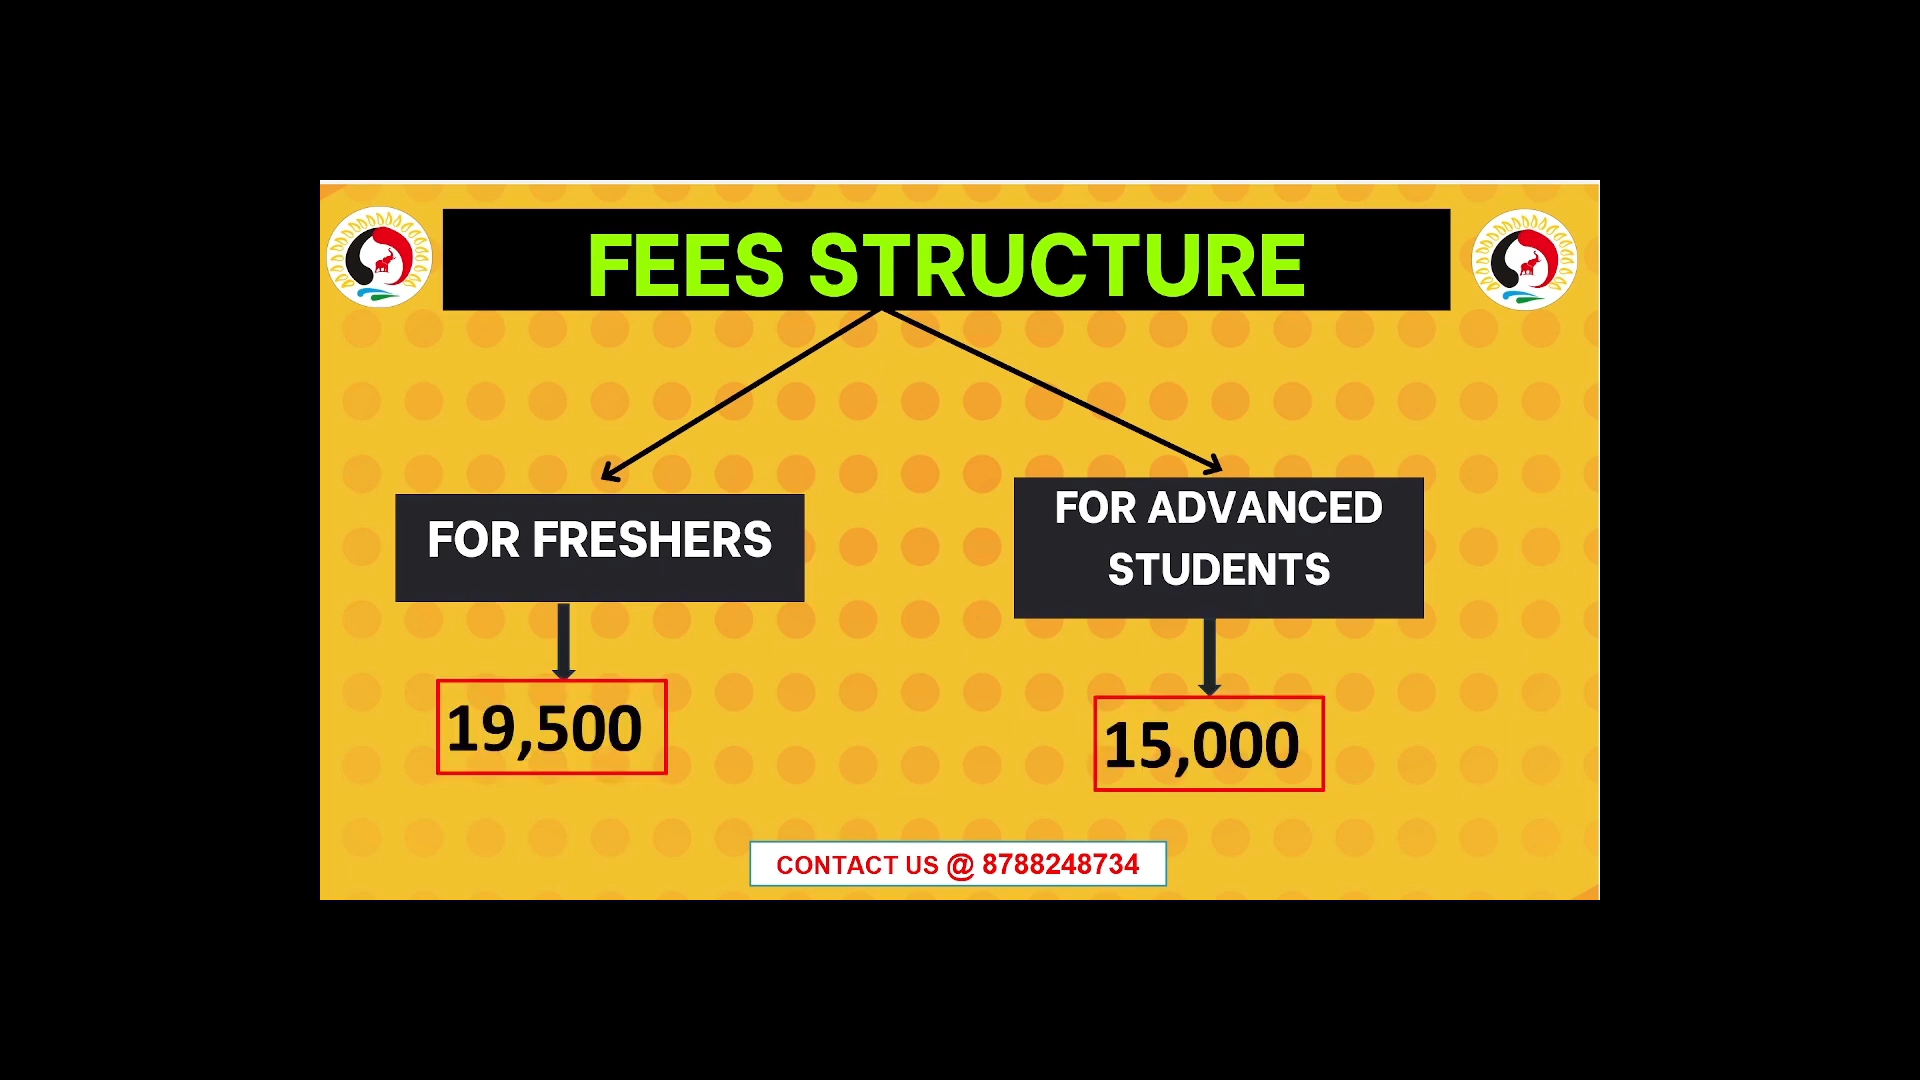 FEES STRUCTURE
FOR FRESHERS
19,500
FOR ADVANCED
STUDENTS
15,000
CONTACT US @ 8788248734